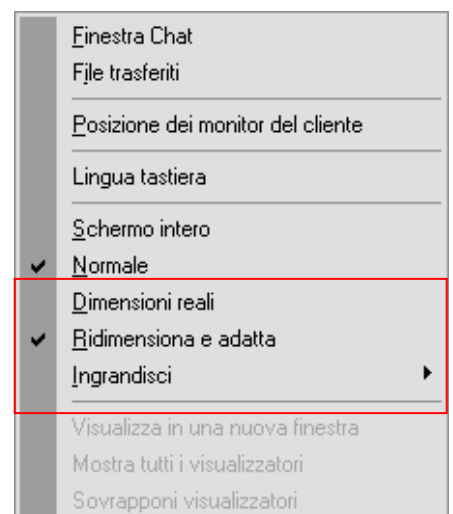 Finestra Chat
File trasferiti
Posizione dei monitor del cliente
Lingua tastiera
Schermo intero
Normale
Dimensioni reali
Ridimensiona e adatta
Ingrandisci
Visualizza in una nuova finestra
Mostra tutti i visualizzatori
Sovrapponi visualizzatori